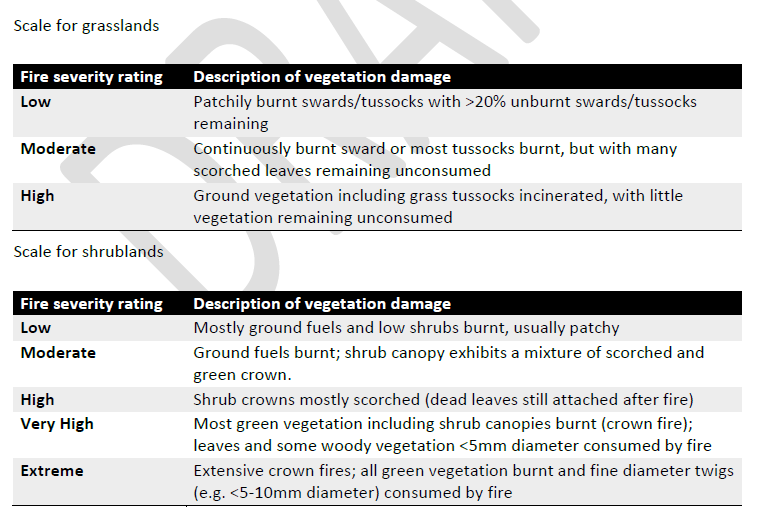 Scale for grasslands
Fire severity rating Description of vegetation damage
Low Patchily burnt swards/tussocks with >20% unburnt swards/tussocks
remaining
Moderate Continuously burnt sward or most tussocks burnt, but with many
scorched leaves remaining unconsumed
High Ground vegetation including grass tussocks incinerated, with little
vegetation remaining unconsumed
Scale for shrublands
Fire severity rating Description of vegetation damage
Low Mostly ground fuels and low shrubs burnt, usually patchy
Moderate Ground fuels burnt; shrub canopy exhibits a mixture of scorched and
green crown.
High Shrub crowns mostly scorched (dead leaves still attached after fire)
Very High Most green vegetation including shrub canopies burnt (crown fire);
leaves and some woody vegetation <5mm diameter consumed by fire
Extreme Extensive crown fires; all green vegetation burnt and fine diameter twigs
(e.g. <5-10mm diameter) consumed by fire